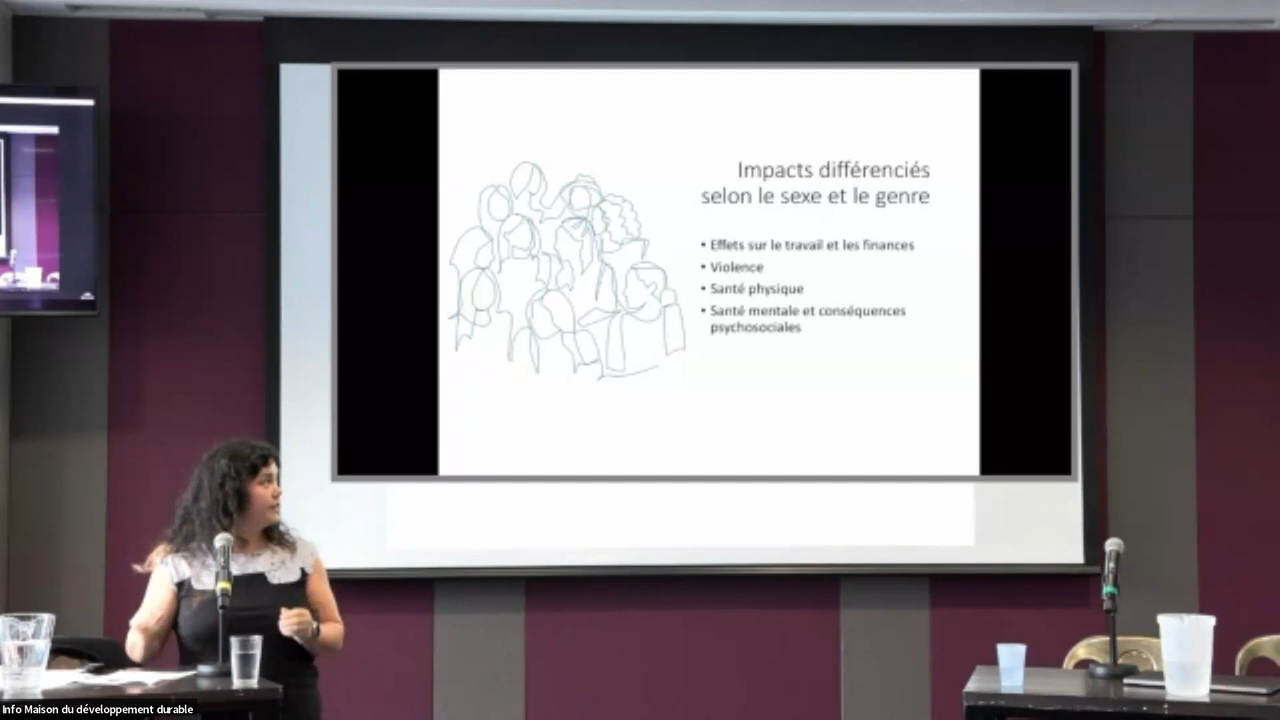 Impacts différenciés
selon le sexe et le genre
• Effets sur le travail et les finances
• Violence
• Santé physique
• Santé mentale et conséquences
psychosociales
Info Maison du développement durable